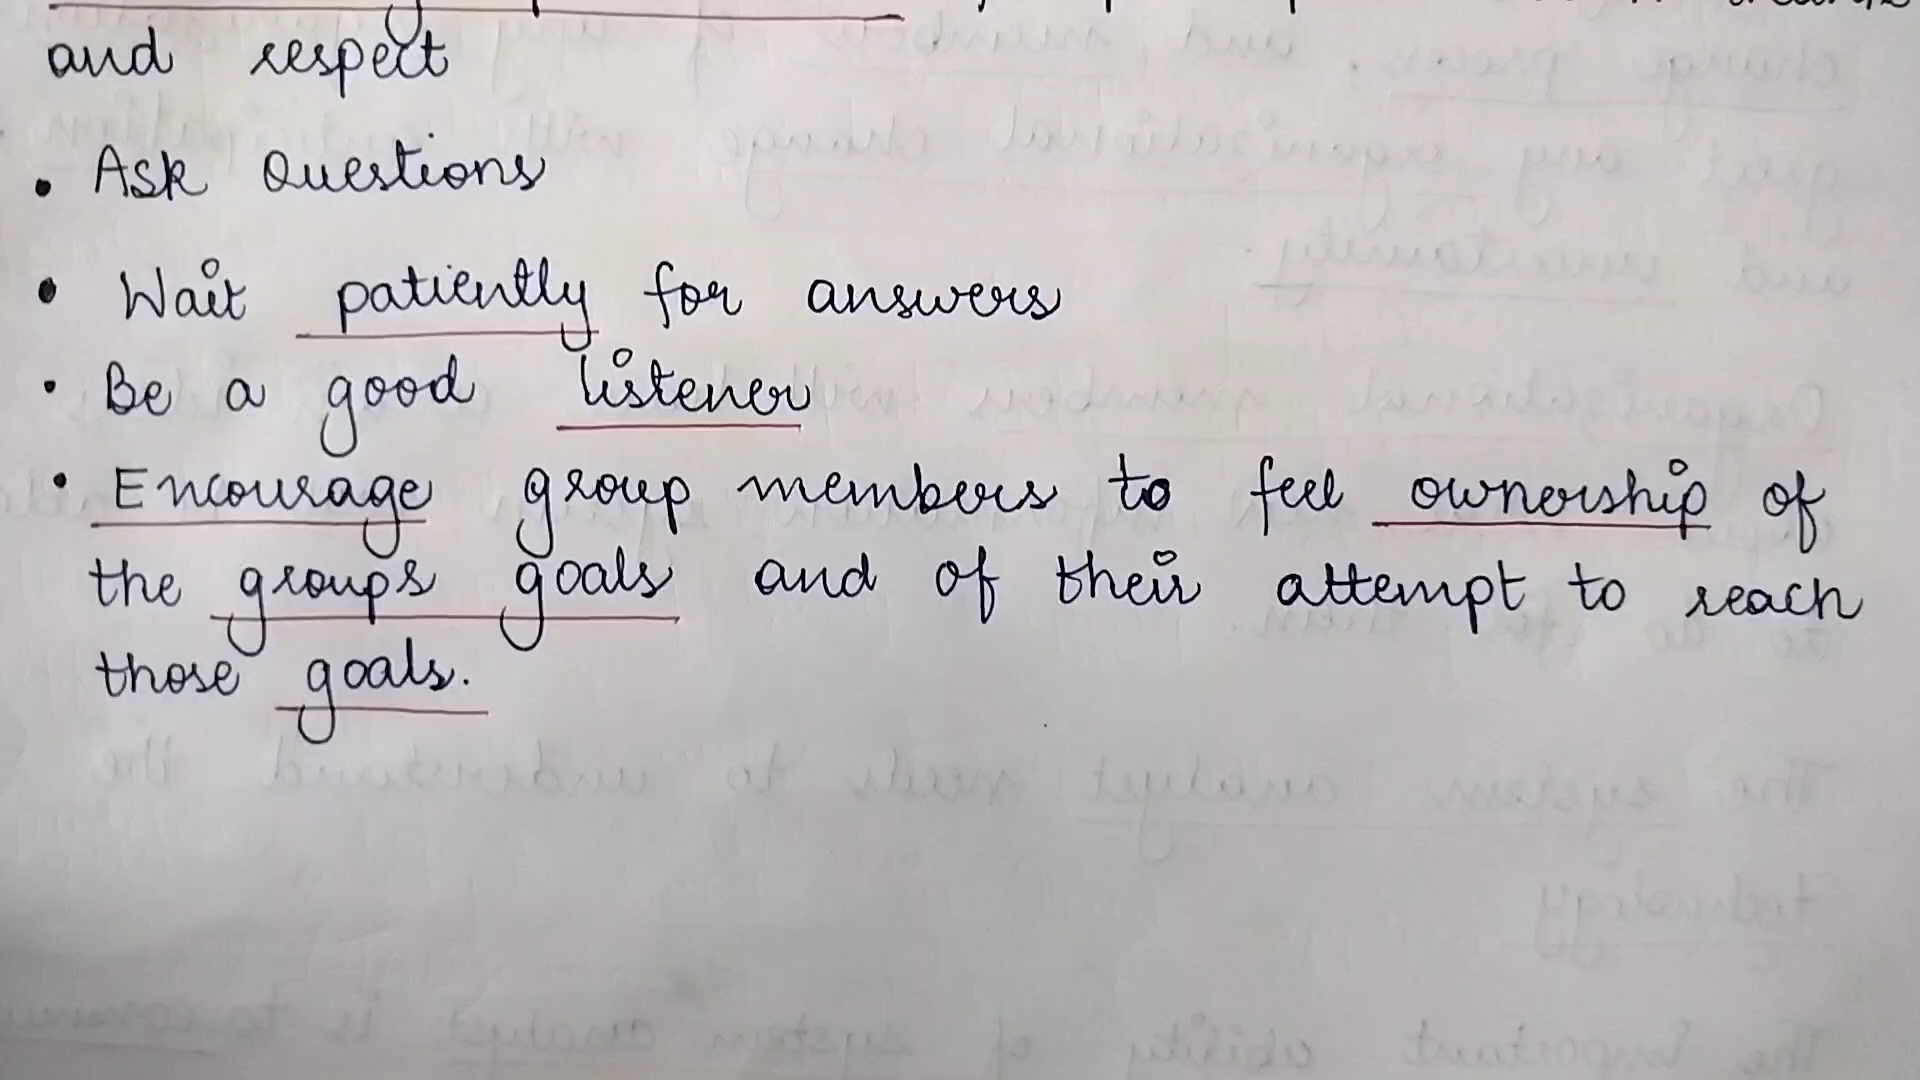 and respect
• Ask Questions
• Wait patiently for answers
• Be a good listener
• Encourage group members to feel ownership of
the groups goals and of their attempt to reach
those goals.